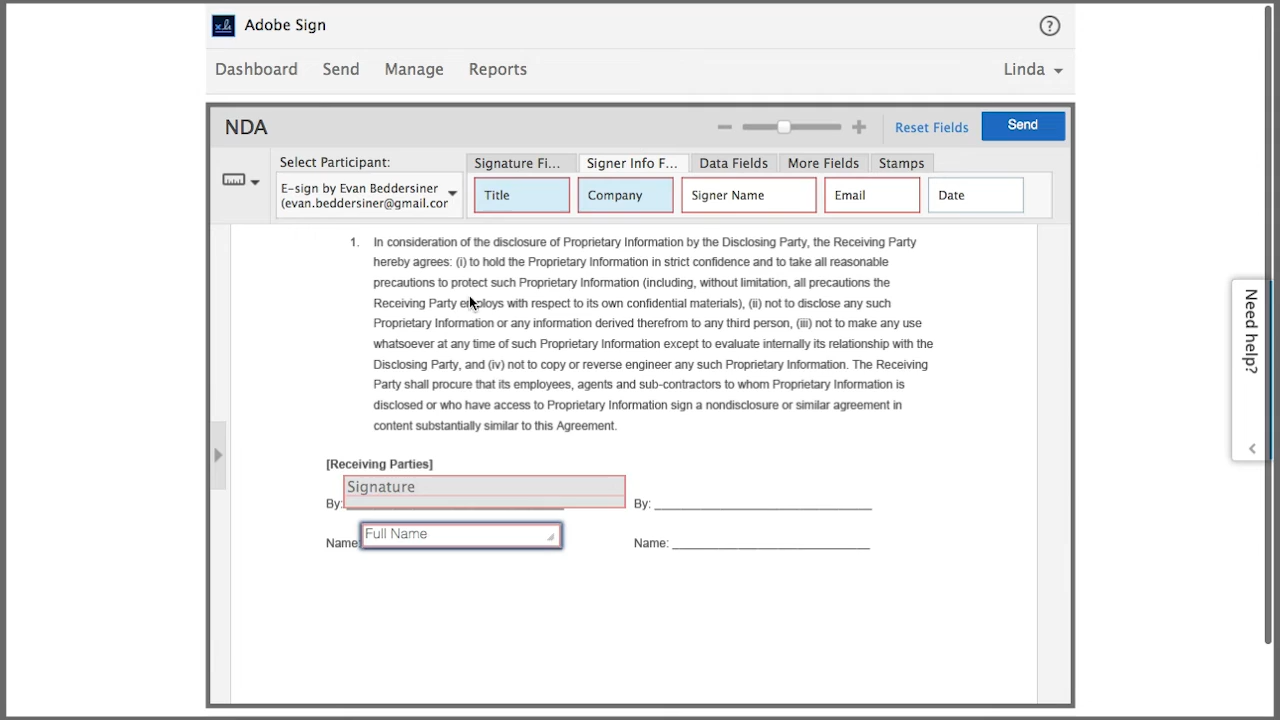 Adobe Sign
?
Dashboard Send Manage Reports Linda
NDA Reset Fields Send
Select Participant: Signature Fi... Signer Info F... Data Fields More Fields Stamps
E-sign by Evan Beddersiner
(evan.beddersiner@gmail.cor
Title Company Signer Name Email Date
1. In consideration of the disclosure of Proprietary Information by the Disclosing Party, the Receiving Party
hereby agrees: (i) to hold the Proprietary Information in strict confidence and to take all reasonable
precautions to protect such Proprietary Information (including, without limitation, all precautions the
Receiving Party employs with respect to its own confidential materials), (ii) not to disclose any such
Proprietary Information or any information derived therefrom to any third person, (iii) not to make any use
whatsoever at any time of such Proprietary Information except to evaluate internally its relationship with the
Disclosing Party, and (iv) not to copy or reverse engineer any such Proprietary Information. The Receiving
Party shall procure that its employees, agents and sub-contractors to whom Proprietary Information is
disclosed or who have access to Proprietary Information sign a nondisclosure or similar agreement in
content substantially similar to this Agreement.
[Receiving Parties]
Signature
By: By:
Full Name
Name: Name:
Need help?